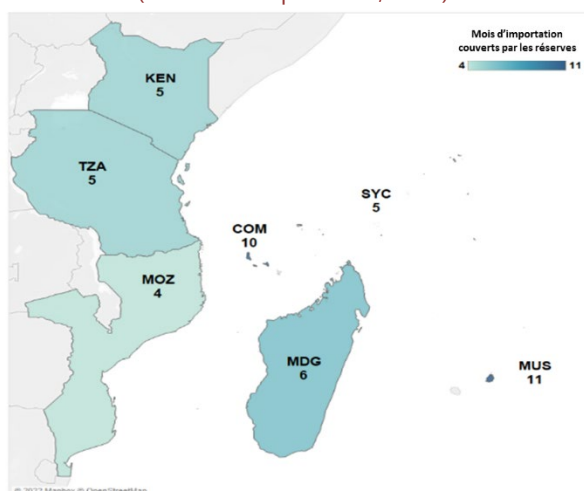 Mois d'importation
couverts par les réserves
4 11
KEN
5
TZA
5
SYC
5
COM
10
MOZ
4
MDG
6
MUS
11